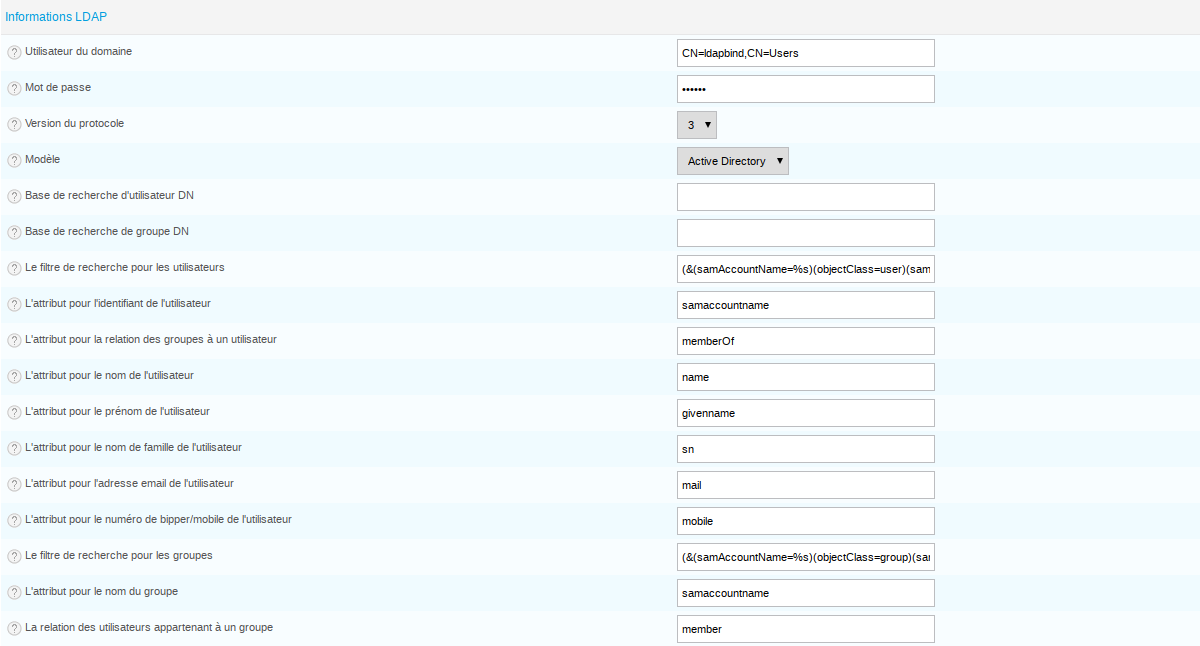 Informations LDAP
Utilisateur du domaine
CN=ldapbind,CN=Users
Mot de passe
••••••
Version du protocole
3
Modèle
Active Directory
Base de recherche d'utilisateur DN
Base de recherche de groupe DN
Le filtre de recherche pour les utilisateurs
(&(samAccountName=%s)(objectClass=user)(sam
L'attribut pour l'identifiant de l'utilisateur
samaccountname
L'attribut pour la relation des groupes à un utilisateur
memberOf
L'attribut pour le nom de l'utilisateur
name
L'attribut pour le prénom de l'utilisateur
givenname
L'attribut pour le nom de famille de l'utilisateur
sn
L'attribut pour l'adresse email de l'utilisateur
mail
L'attribut pour le numéro de bipper/mobile de l'utilisateur
mobile
Le filtre de recherche pour les groupes
(&(samAccountName=%s)(objectClass=group)(sa
L'attribut pour le nom du groupe
samaccountname
La relation des utilisateurs appartenant à un groupe
member